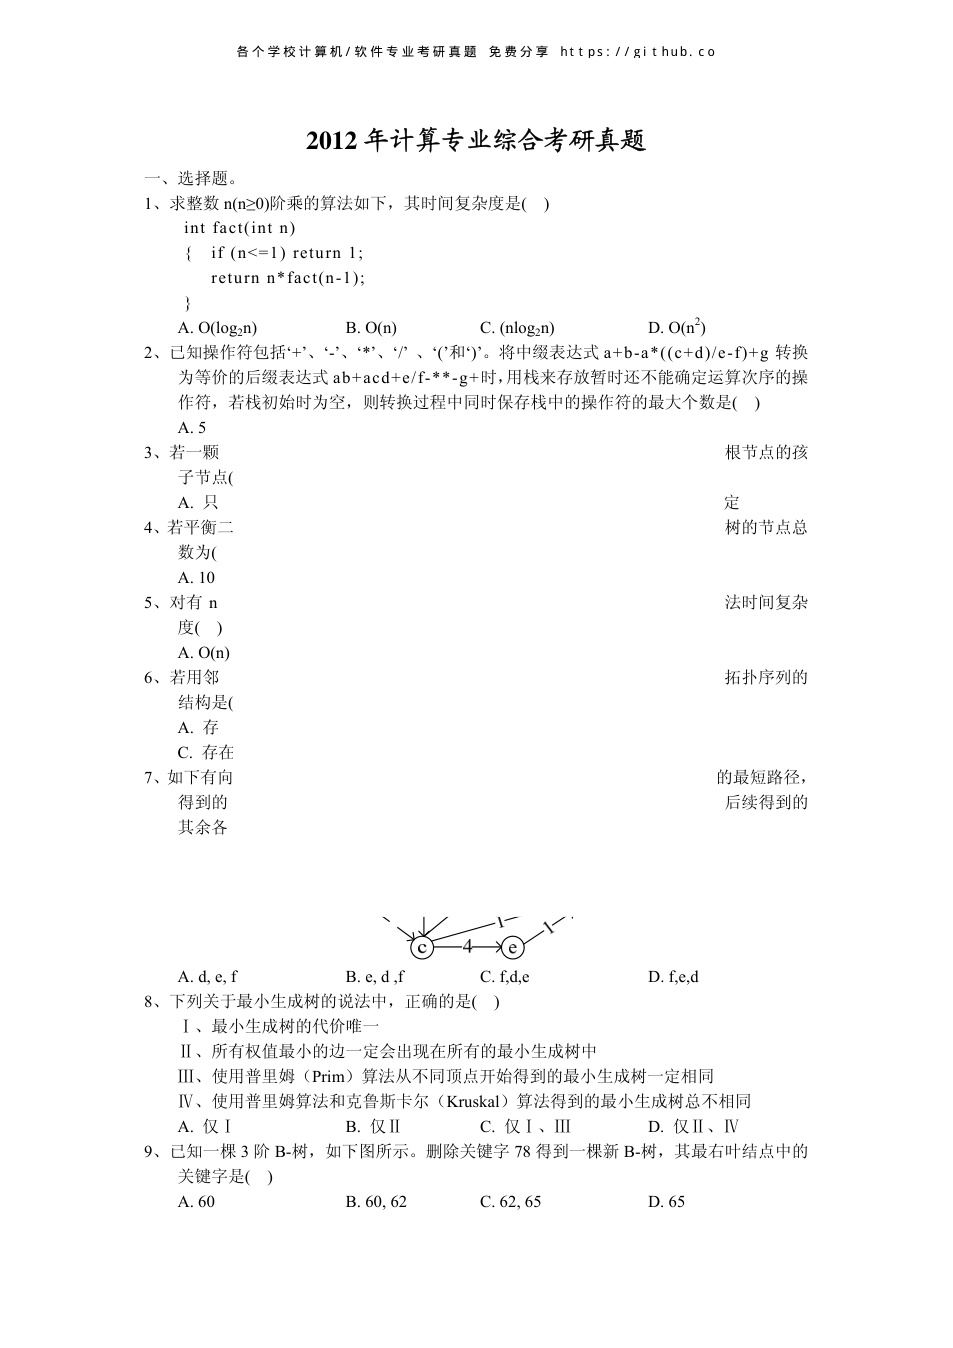 各个学校计算机/软件专业考研真题 免费分享 https://github.co
2012 年计算专业综合考研真题
一、选择题。
1、求整数 n(n≥0)阶乘的算法如下，其时间复杂度是( )
int fact(int n)
{ if (n<=1) return 1;
return n*fact(n-1);
}
A. O(log₂n) B. O(n) C. (nlog₂n) D. O(n²)
2、已知操作符包括‘+’、‘-’、‘*’、‘/’ 、‘(’和‘)’。将中缀表达式 a+b-a*((c+d)/e-f)+g 转换
为等价的后缀表达式 ab+acd+e/f-**-g+时，用栈来存放暂时还不能确定运算次序的操
作符，若栈初始时为空，则转换过程中同时保存栈中的操作符的最大个数是( )
A. 5
3、若一颗 根节点的孩
子节点(
A. 只 定
4、若平衡二 树的节点总
数为(
A. 10
5、对有 n 法时间复杂
度( )
A. O(n)
6、若用邻 拓扑序列的
结构是(
A. 存
C. 存在
7、如下有向 的最短路径，
得到的 后续得到的
其余各
1 1
c 4 e
A. d, e, f B. e, d ,f C. f,d,e D. f,e,d
8、下列关于最小生成树的说法中，正确的是( )
Ⅰ、最小生成树的代价唯一
Ⅱ、所有权值最小的边一定会出现在所有的最小生成树中
Ⅲ、使用普里姆（Prim）算法从不同顶点开始得到的最小生成树一定相同
Ⅳ、使用普里姆算法和克鲁斯卡尔（Kruskal）算法得到的最小生成树总不相同
A. 仅Ⅰ B. 仅Ⅱ C. 仅Ⅰ、Ⅲ D. 仅Ⅱ、Ⅳ
9、已知一棵 3 阶 B-树，如下图所示。删除关键字 78 得到一棵新 B-树，其最右叶结点中的
关键字是( )
A. 60 B. 60, 62 C. 62, 65 D. 65